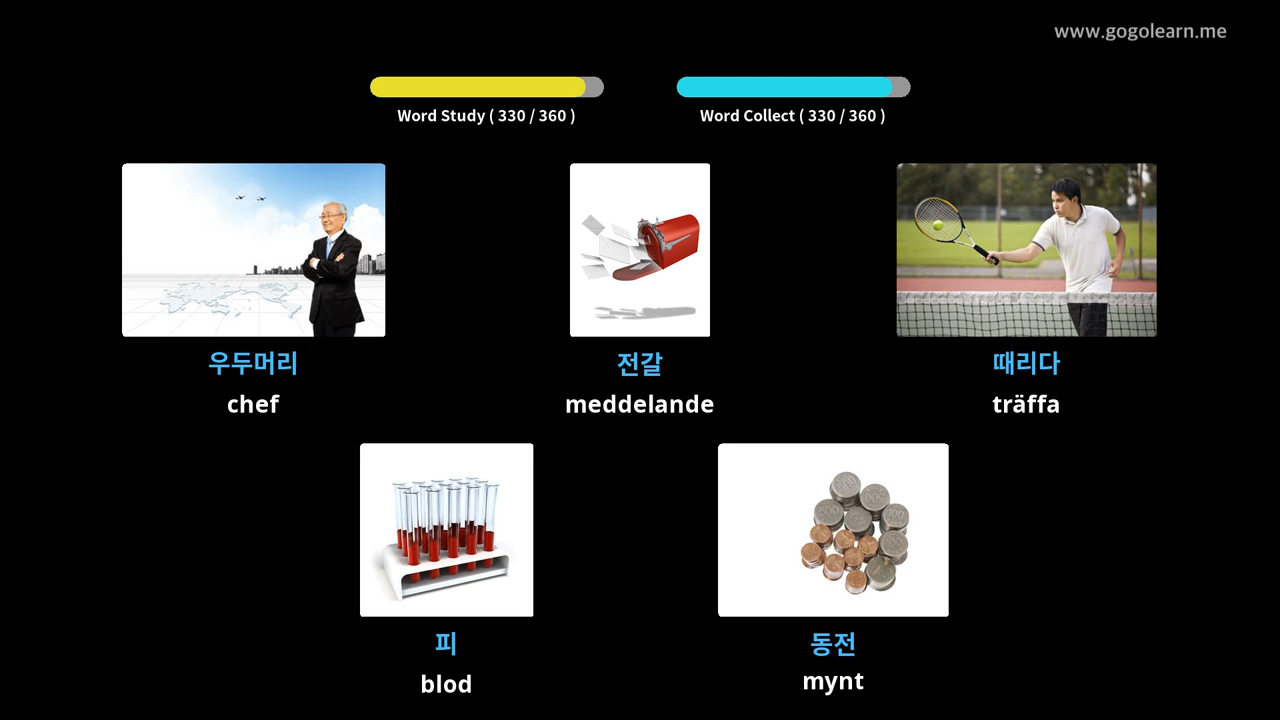 www.gogolearn.me
Word Study ( 330 / 360 )
Word Collect ( 330 / 360 )
우두머리
전갈
때리다
chef
meddelande
träffa
피
동전
blod
mynt